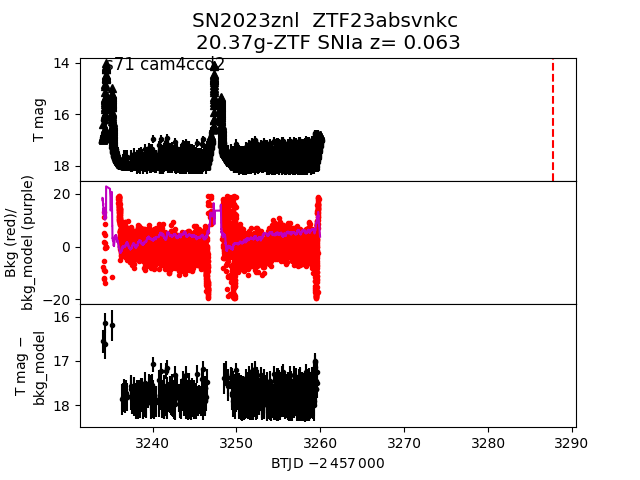 SN2023znl ZTF23absvnkc
20.37g-ZTF SNIa z= 0.063
s71 cam4ccd2
14
16
18
T mag
20
0
−20
Bkg (red)/
bkg_model (purple)
16
17
18
T mag −
bkg_model
3240
3250
3260
3270
3280
3290
BTJD −2 457 000